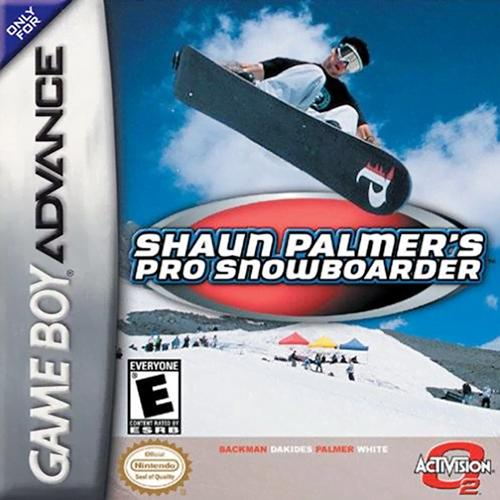 ONLY
FOR
GAME BOY ADVANCE
P
SHAUN PALMER'S
PRO SNOWBOARDER™
EVERYONE
E
CONTENT RATED BY
ESRB
Official
Nintendo
Seal of Quality
BACKMAN DAKIDES PALMER WHITE
ACTIVISION
O2